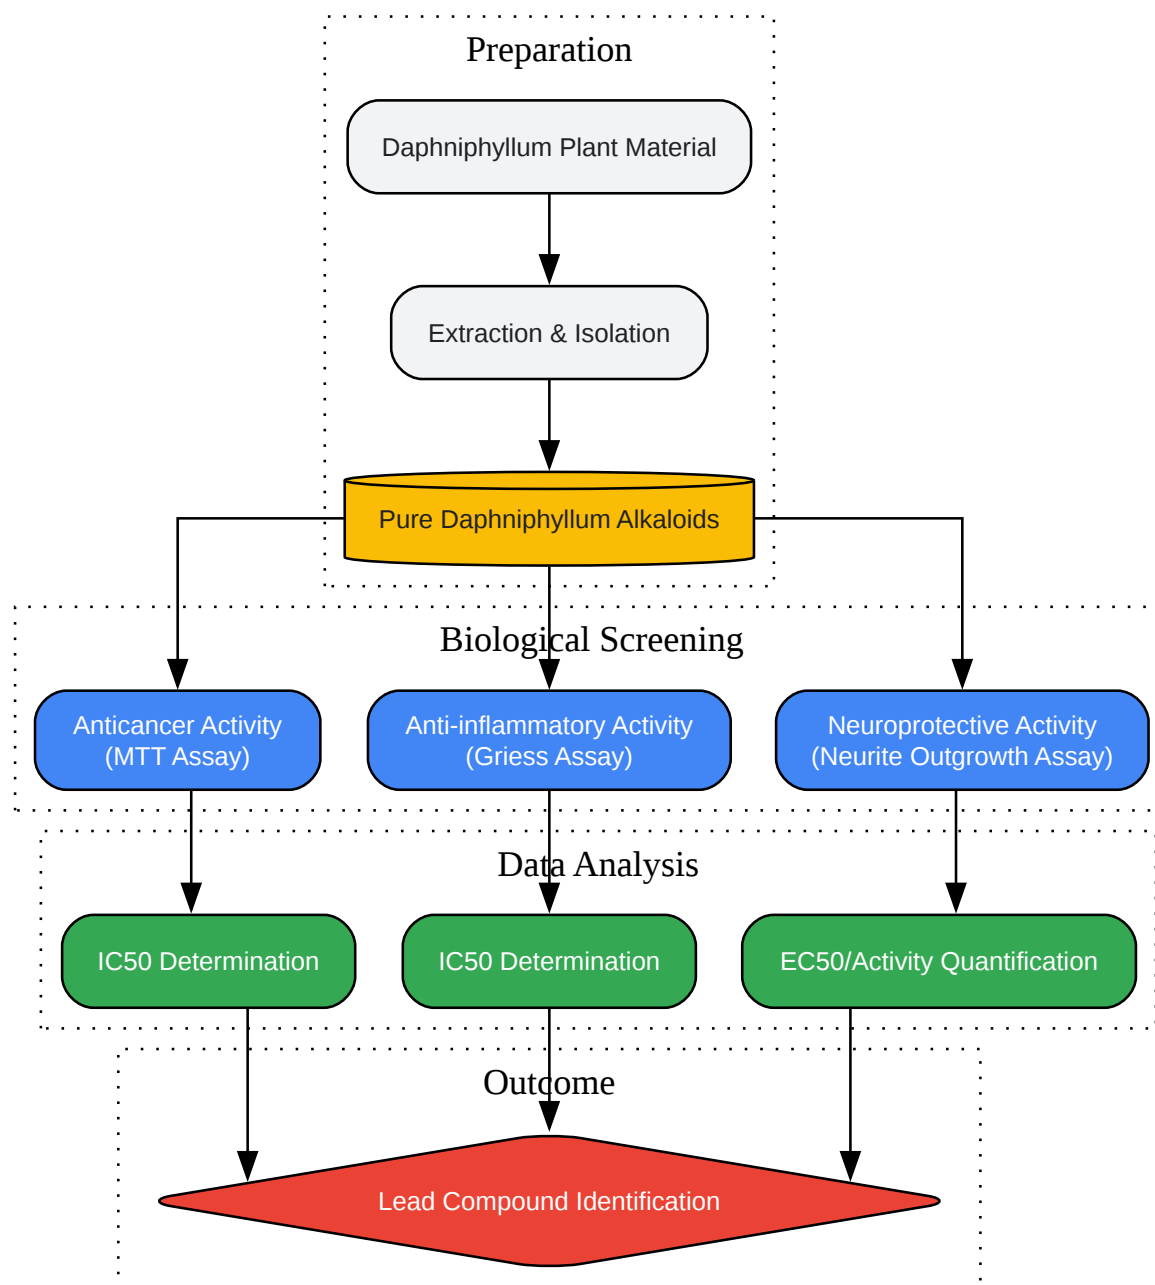 Preparation
Daphniphyllum Plant Material
Extraction & Isolation
Pure Daphniphyllum Alkaloids
Biological Screening
Anticancer Activity
(MTT Assay)
Anti-inflammatory Activity
(Griess Assay)
Neuroprotective Activity
(Neurite Outgrowth Assay)
Data Analysis
IC50 Determination
IC50 Determination
EC50/Activity Quantification
Outcome
Lead Compound Identification